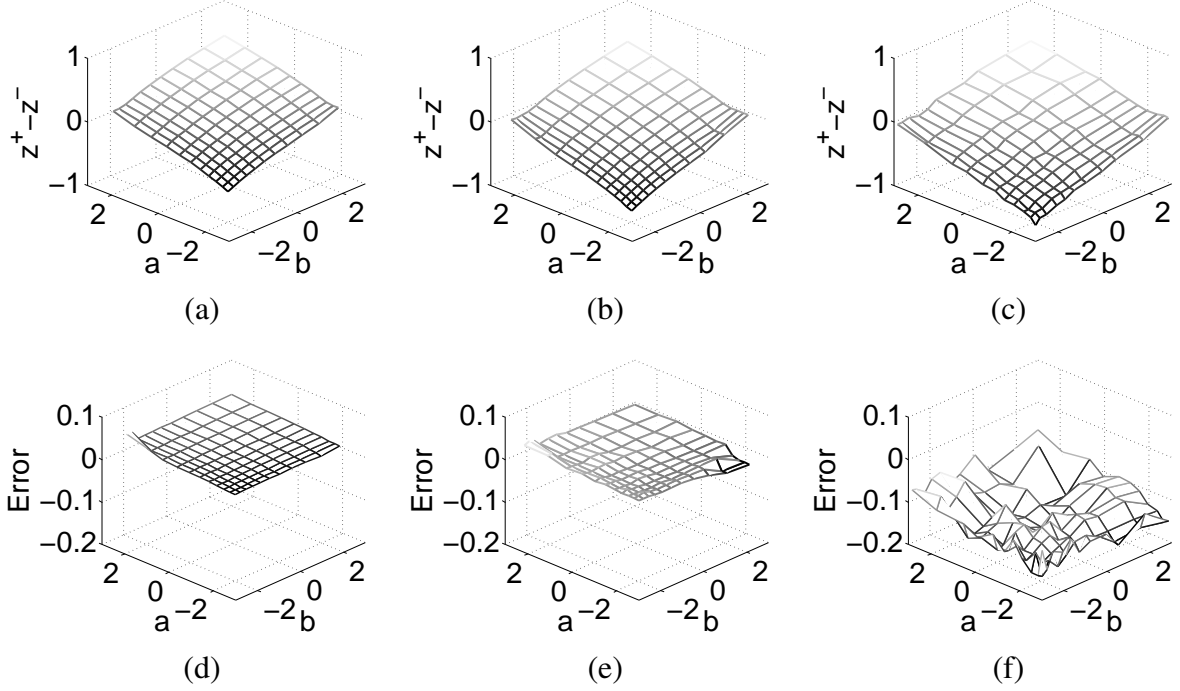 1 1 1
0 0 0
−1 −1 −1
z⁺−z⁻ z⁺−z⁻ z⁺−z⁻
2 0 −2 −2 0 2 2 0 −2 −2 0 2 2 0 −2 −2 0 2
a b a b a b
(a) (b) (c)
0.1 0.1 0.1
0 0 0
−0.1 −0.1 −0.1
−0.2 −0.2 −0.2
Error Error Error
2 0 −2 −2 0 2 2 0 −2 −2 0 2 2 0 −2 −2 0 2
a b a b a b
(d) (e) (f)